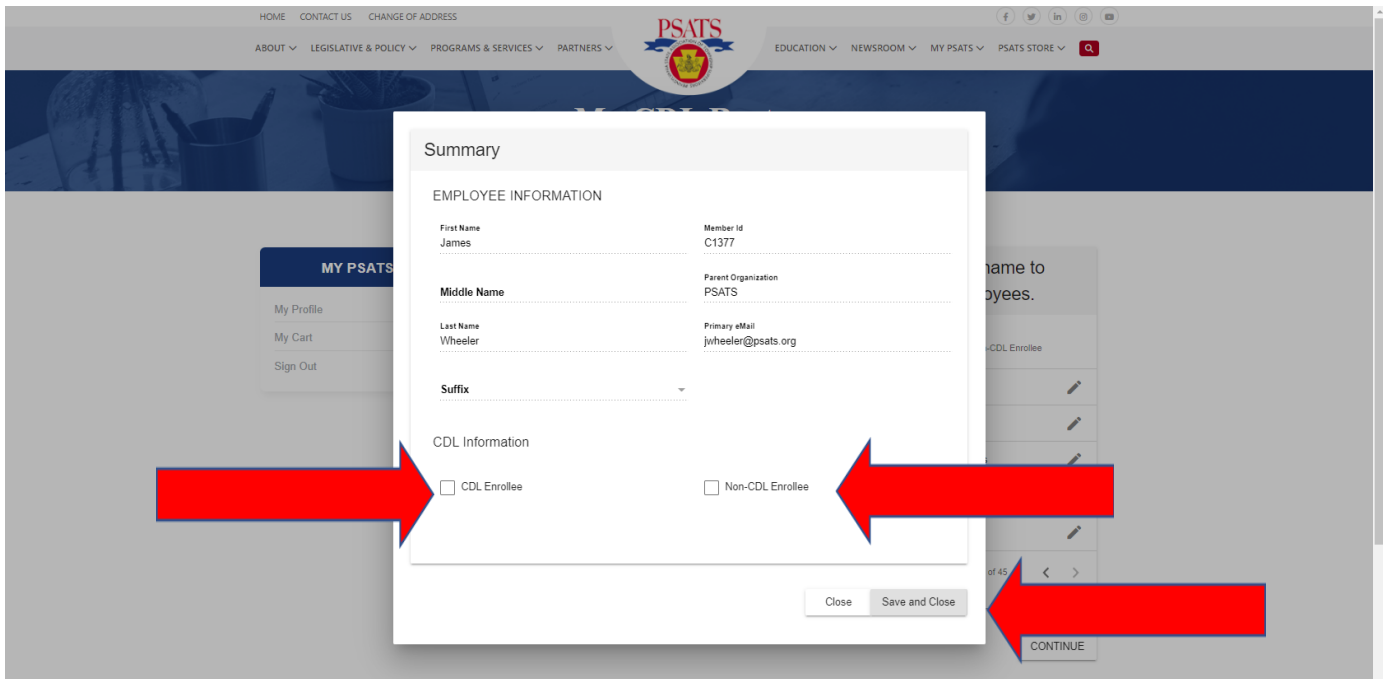 HOME CONTACT US CHANGE OF ADDRESS
PSATS
ABOUT LEGISLATIVE & POLICY PROGRAMS & SERVICES PARTNERS EDUCATION NEWSROOM MY PSATS PSATS STORE
Summary
EMPLOYEE INFORMATION
First Name
James
Member Id
C1377
Middle Name
Parent Organization
PSATS
Last Name
Wheeler
Primary eMail
jwheeler@psats.org
Suffix
CDL Information
CDL Enrollee
Non-CDL Enrollee
Close Save and Close
MY PSATS
My Profile
My Cart
Sign Out
name to
oyees.
-CDL Enrollee
of 45
CONTINUE